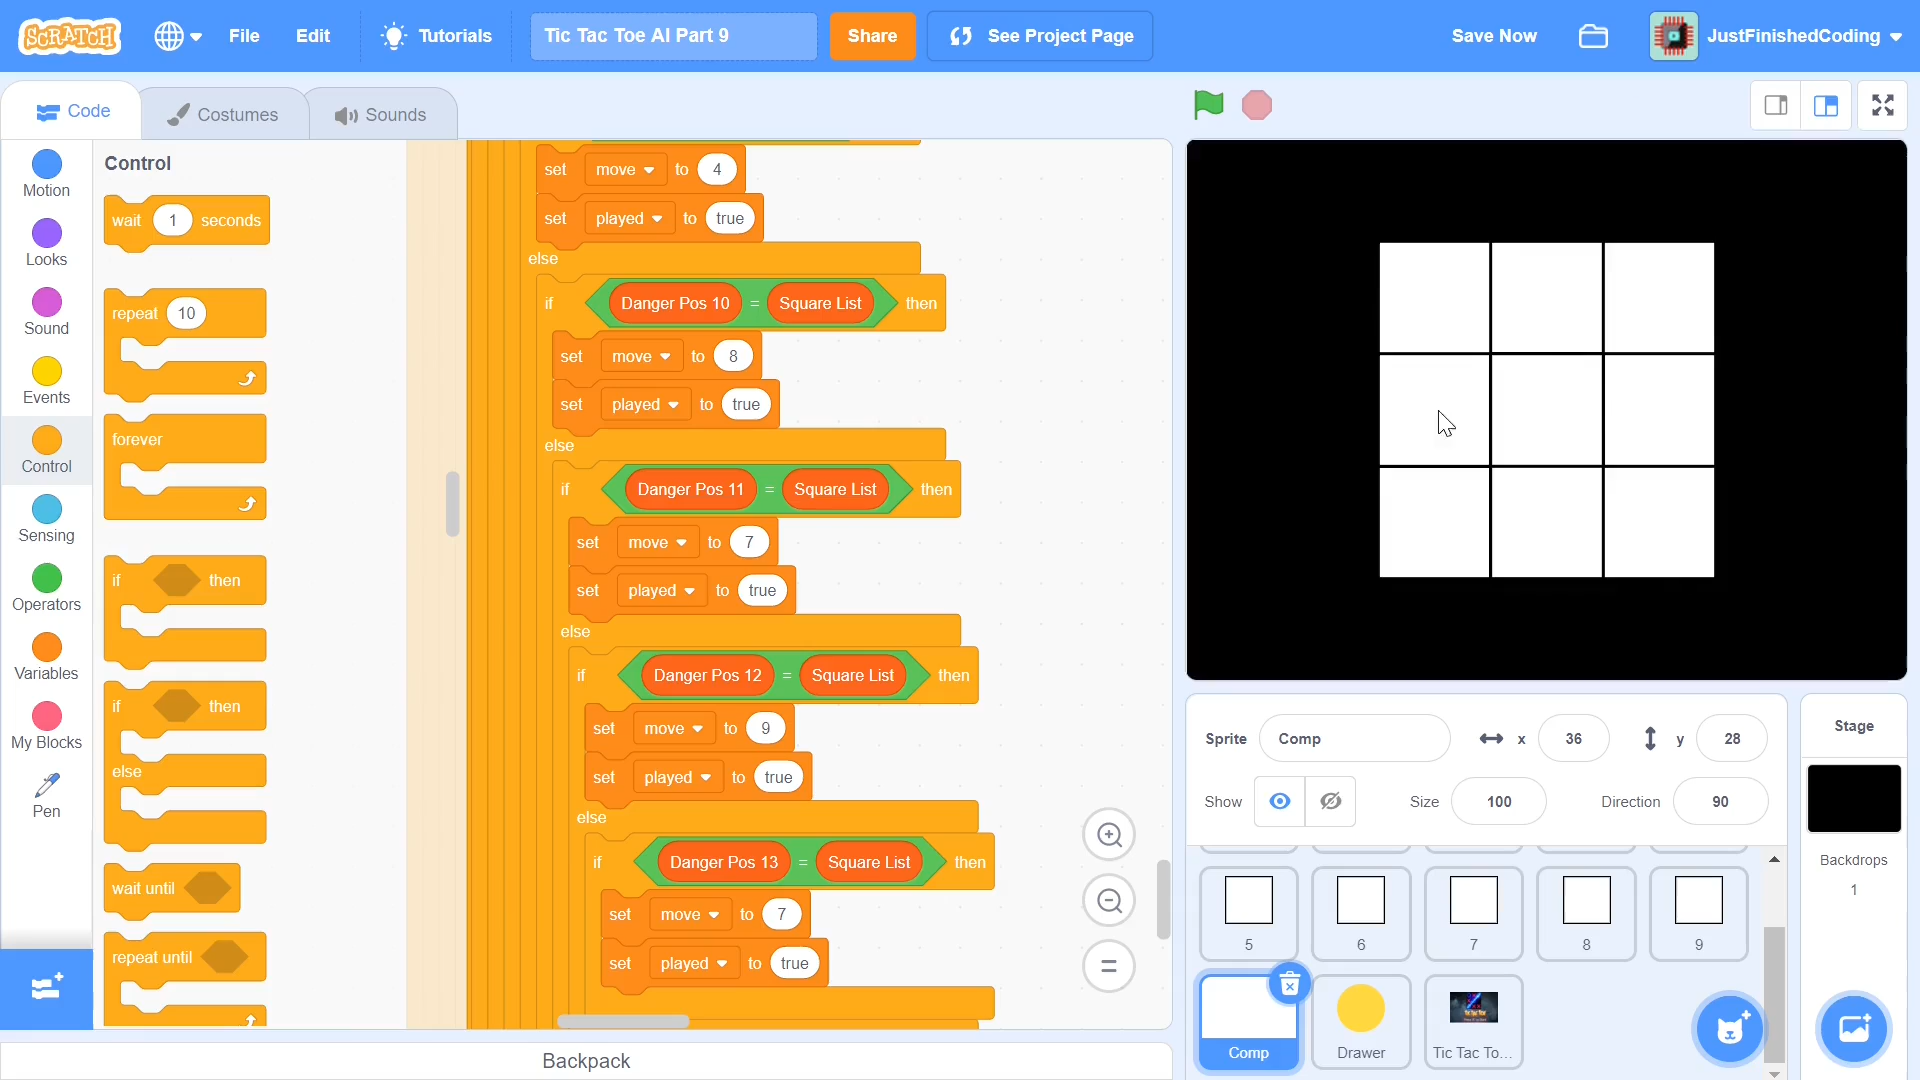 SCRATCH File Edit Tutorials Tic Tac Toe AI Part 9 Share See Project Page Save Now JustFinishedCoding
Code Costumes Sounds
Motion
Looks
Sound
Events
Control
Sensing
Operators
Variables
My Blocks
Pen
Control
wait 1 seconds
repeat 10
forever
if then
if then
else
wait until
repeat until
set move to 4
set played to true
else
if Danger Pos 10 = Square List then
set move to 8
set played to true
else
if Danger Pos 11 = Square List then
set move to 7
set played to true
else
if Danger Pos 12 = Square List then
set move to 9
set played to true
else
if Danger Pos 13 = Square List then
set move to 7
set played to true
Backpack
Sprite Comp x 36 y 28
Show Size 100 Direction 90
5 6 7 8 9
Comp Drawer Tic Tac To...
Stage
Backdrops
1